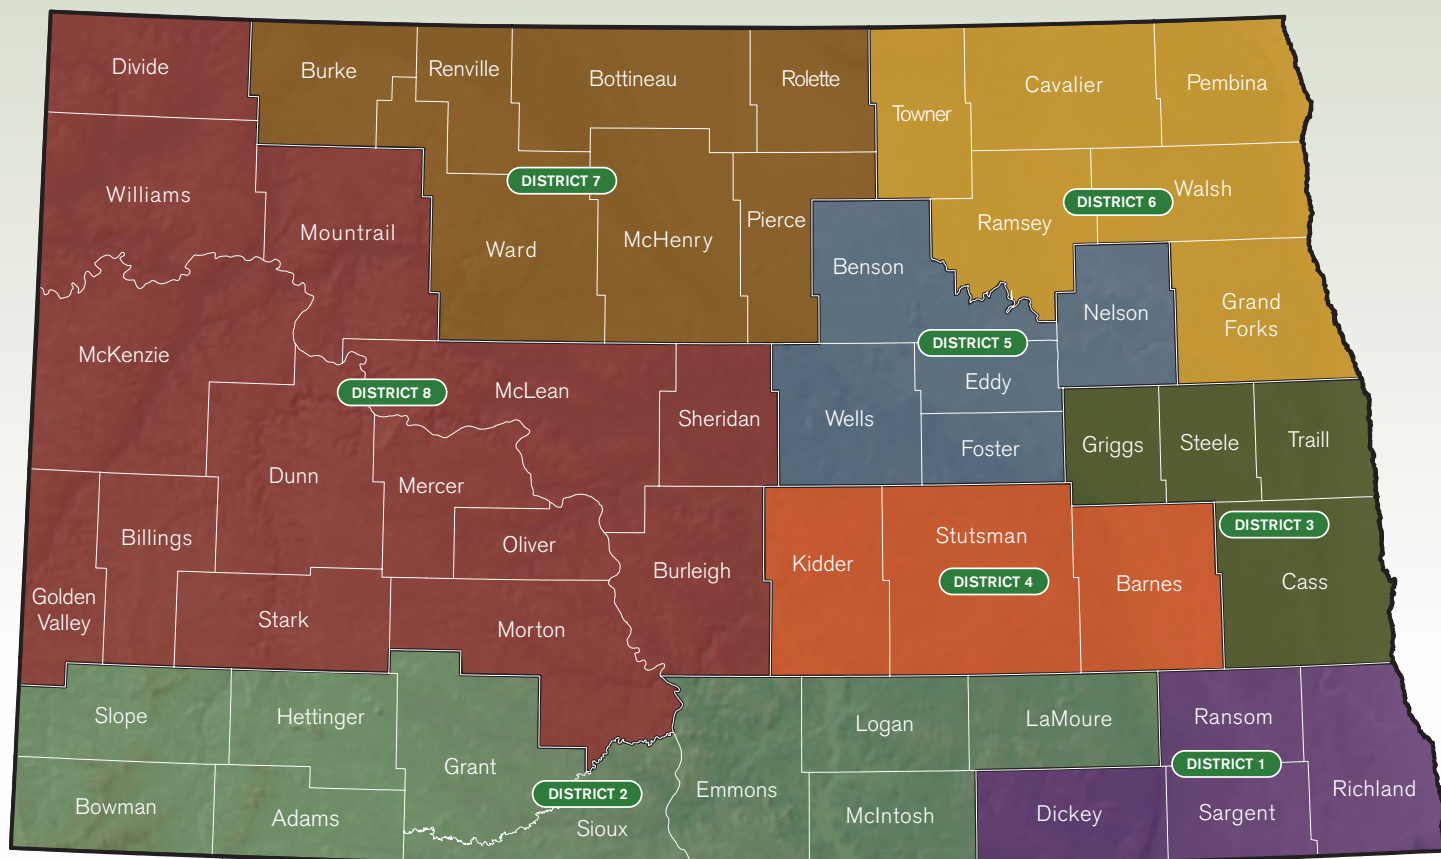 Divide
Burke
Renville
Bottineau
Rolette
Towner
Cavalier
Pembina
Williams
Mountrail
DISTRICT 7
Ward
McHenry
Pierce
Benson
Ramsey
DISTRICT 6
Walsh
Nelson
Grand
Forks
McKenzie
DISTRICT 8
McLean
Sheridan
DISTRICT 5
Wells
Eddy
Foster
Griggs
Steele
Traill
Dunn
Mercer
Oliver
Billings
Golden
Valley
Stark
Morton
Burleigh
Kidder
Stutsman
DISTRICT 4
Barnes
DISTRICT 3
Cass
Slope
Hettinger
Grant
Bowman
Adams
DISTRICT 2
Sioux
Emmons
Logan
LaMoure
McIntosh
Ransom
DISTRICT 1
Dickey
Sargent
Richland